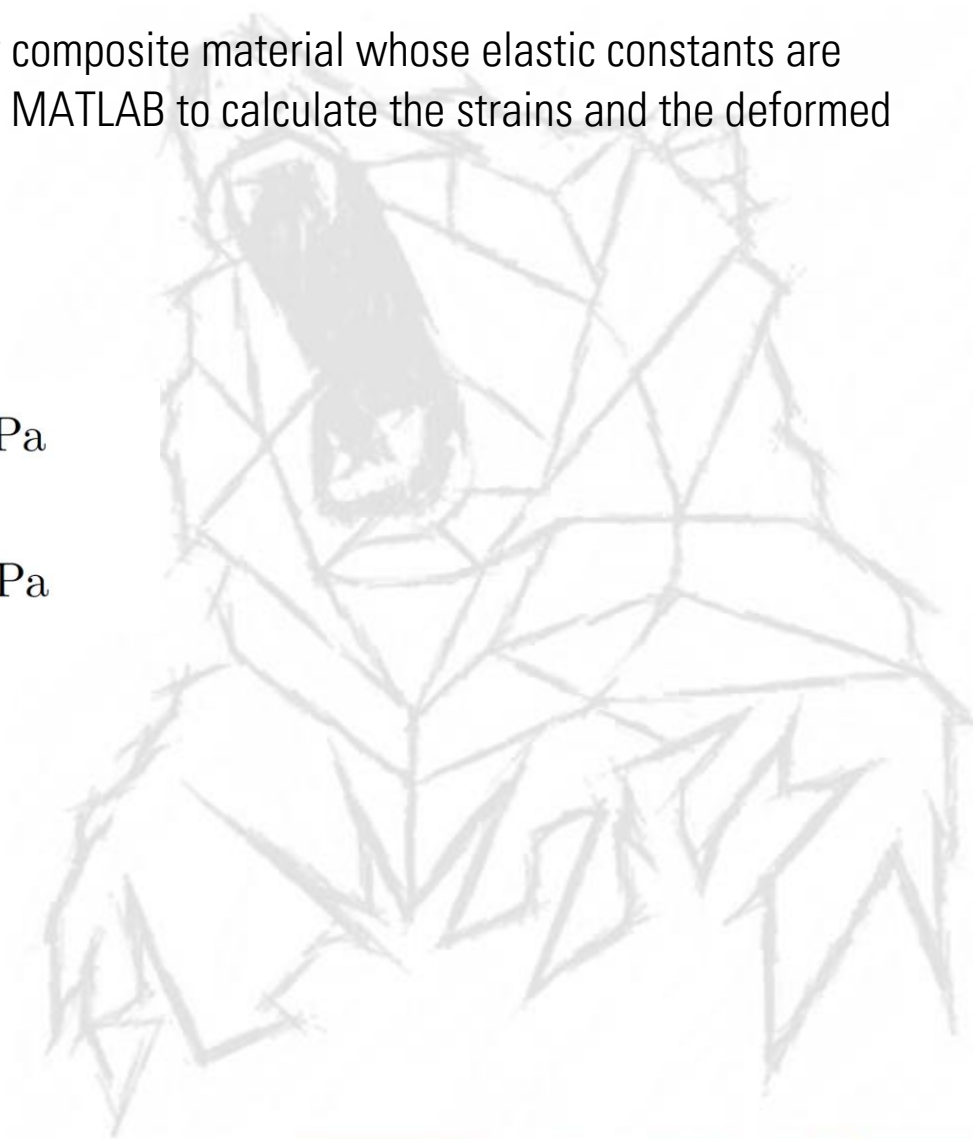 composite material whose elastic constants are
MATLAB to calculate the strains and the deformed
Pa
Pa